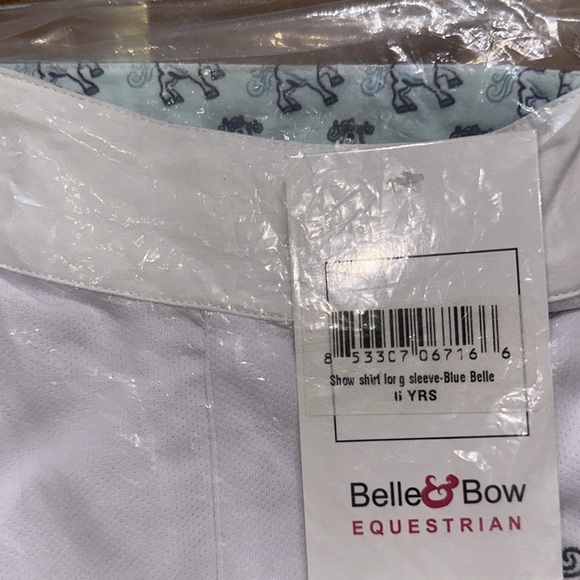 8 53307 06716 6
Show shirt long sleeve-Blue Belle
6 YRS
Belle & Bow
EQUESTRIAN